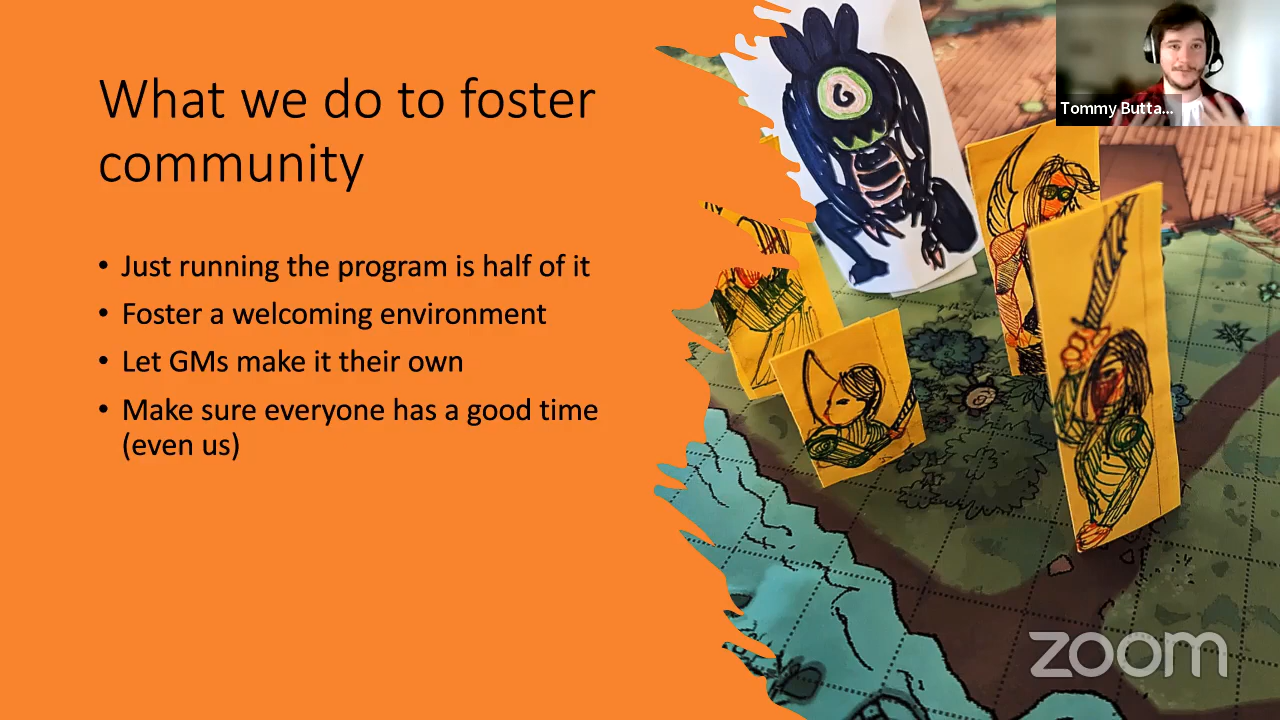 What we do to foster
community
• Just running the program is half of it
• Foster a welcoming environment
• Let GMs make it their own
• Make sure everyone has a good time
(even us)
Tommy Butta...
zoom